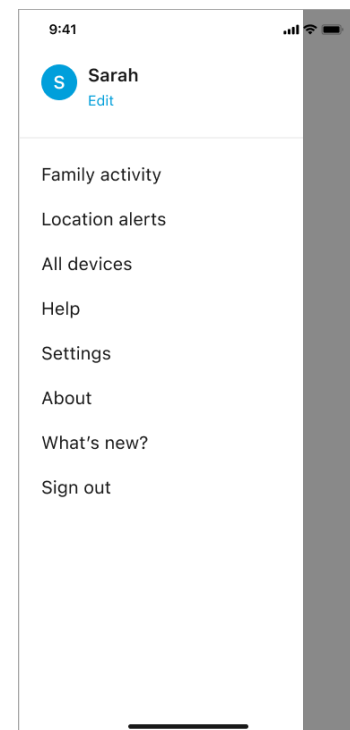 9:41
S
Sarah
Edit
Family activity
Location alerts
All devices
Help
Settings
About
What’s new?
Sign out